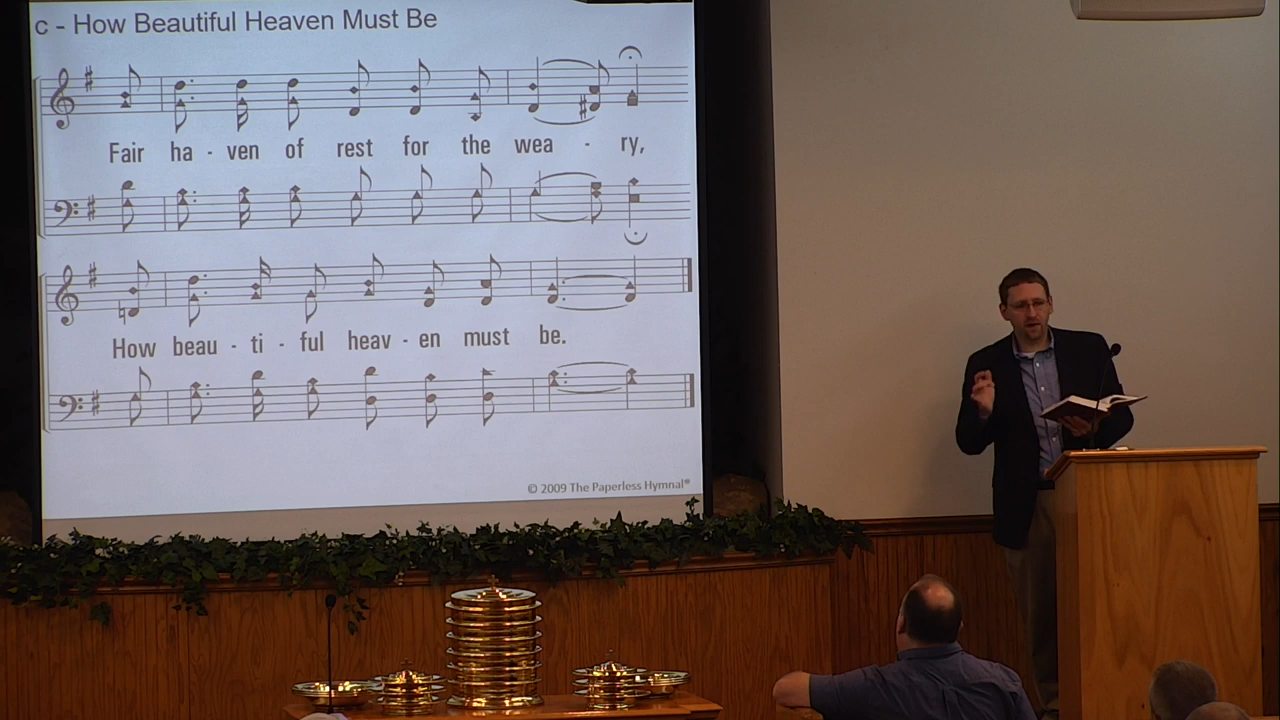 c - How Beautiful Heaven Must Be
Fair ha - ven of rest for the wea - ry,
How beau - ti - ful heav - en must be.
© 2009 The Paperless Hymnal®